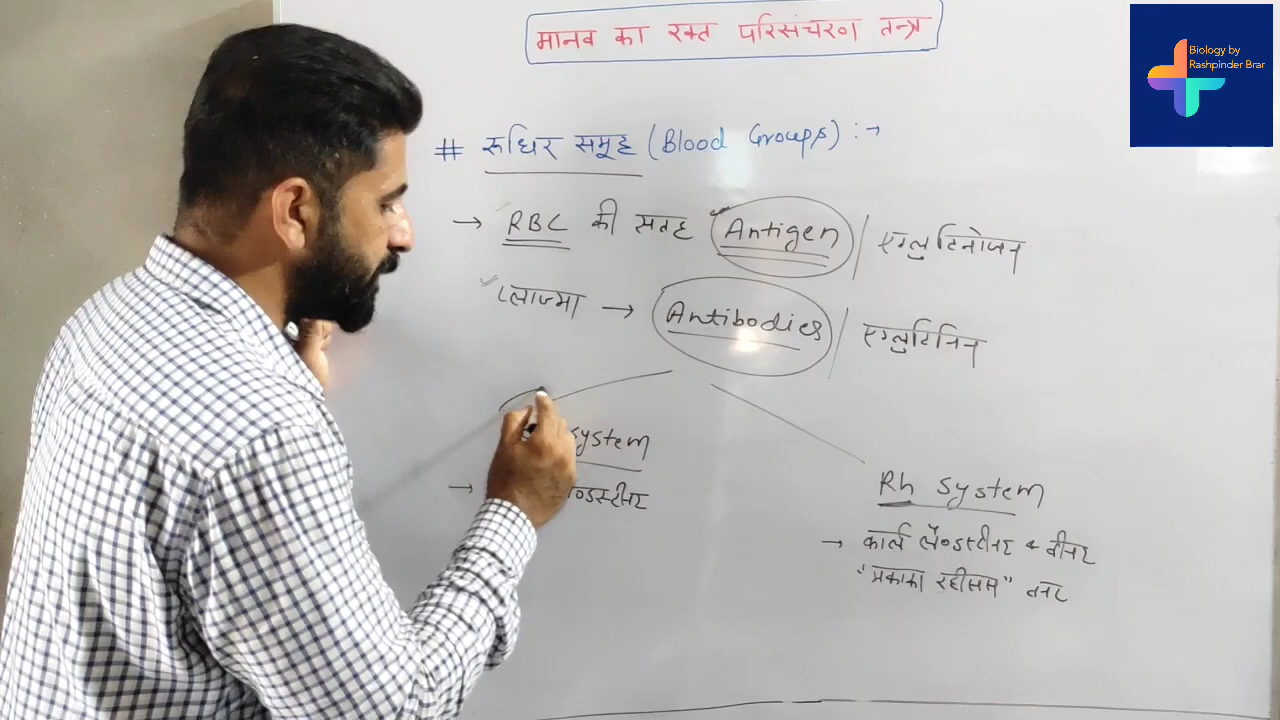 मानव का रक्त परिसंचरण तन्त्र
Biology by
Rashpinder Brar
# रुधिर समूह (Blood Groups) :→
→ RBC की सतह Antigen / एग्लुटिनोजन
प्लाज्मा → Antibodies / एग्लुटिनिन
system
→ ण्डस्टीनर
Rh system
→ कार्ल लैण्डस्टीनर & वीनर
"मकाका रहीसस" बन्दर